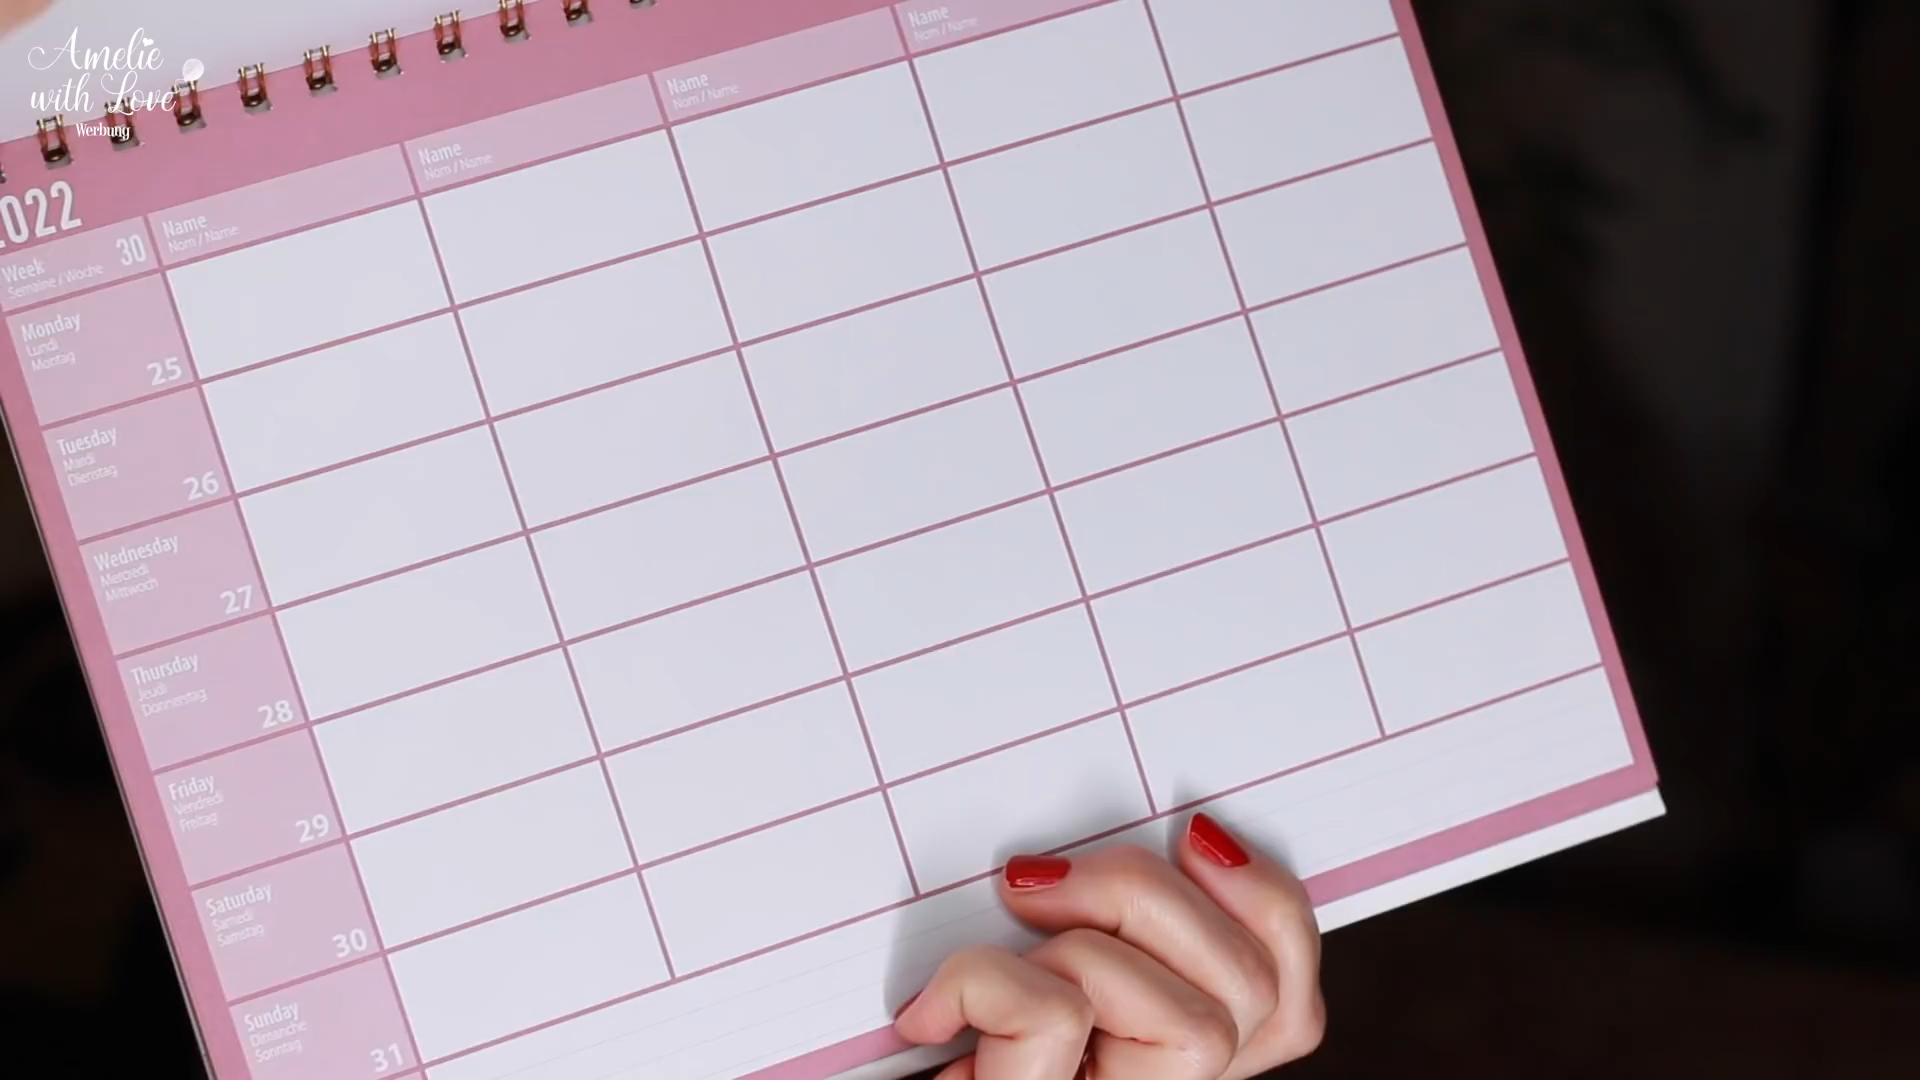 Amelie
with Love
Werbung
2022
Week 30
Semaine / Woche
Name
Nom / Name
Name
Nom / Name
Name
Nom / Name
Name
Nom / Name
Monday
Lundi
Montag
25
Tuesday
Mardi
Dienstag
26
Wednesday
Mercredi
Mittwoch
27
Thursday
Jeudi
Donnerstag
28
Friday
Vendredi
Freitag
29
Saturday
Samedi
Samstag
30
Sunday
Dimanche
Sonntag
31